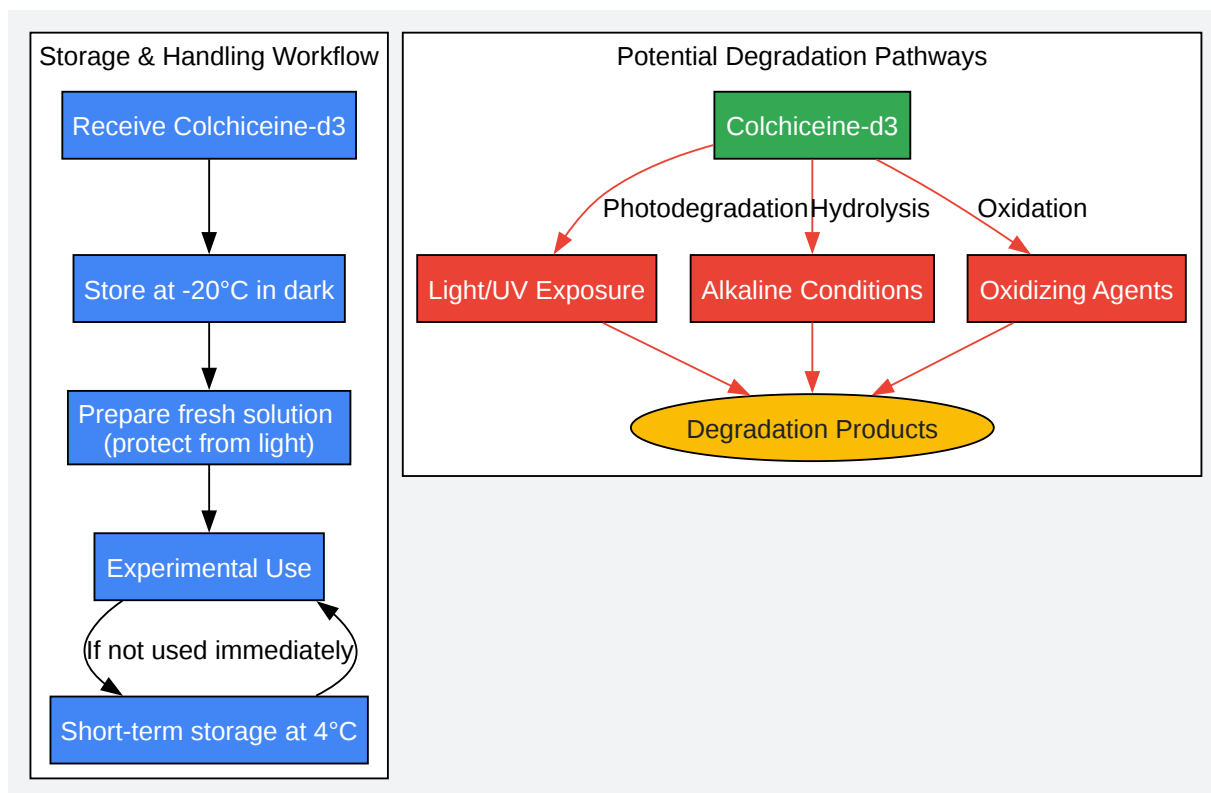 Storage & Handling Workflow
Receive Colchiceine-d3
Store at -20°C in dark
Prepare fresh solution
(protect from light)
Experimental Use
If not used immediately
Short-term storage at 4°C
Potential Degradation Pathways
Colchiceine-d3
Photodegradation
Hydrolysis
Oxidation
Light/UV Exposure
Alkaline Conditions
Oxidizing Agents
Degradation Products